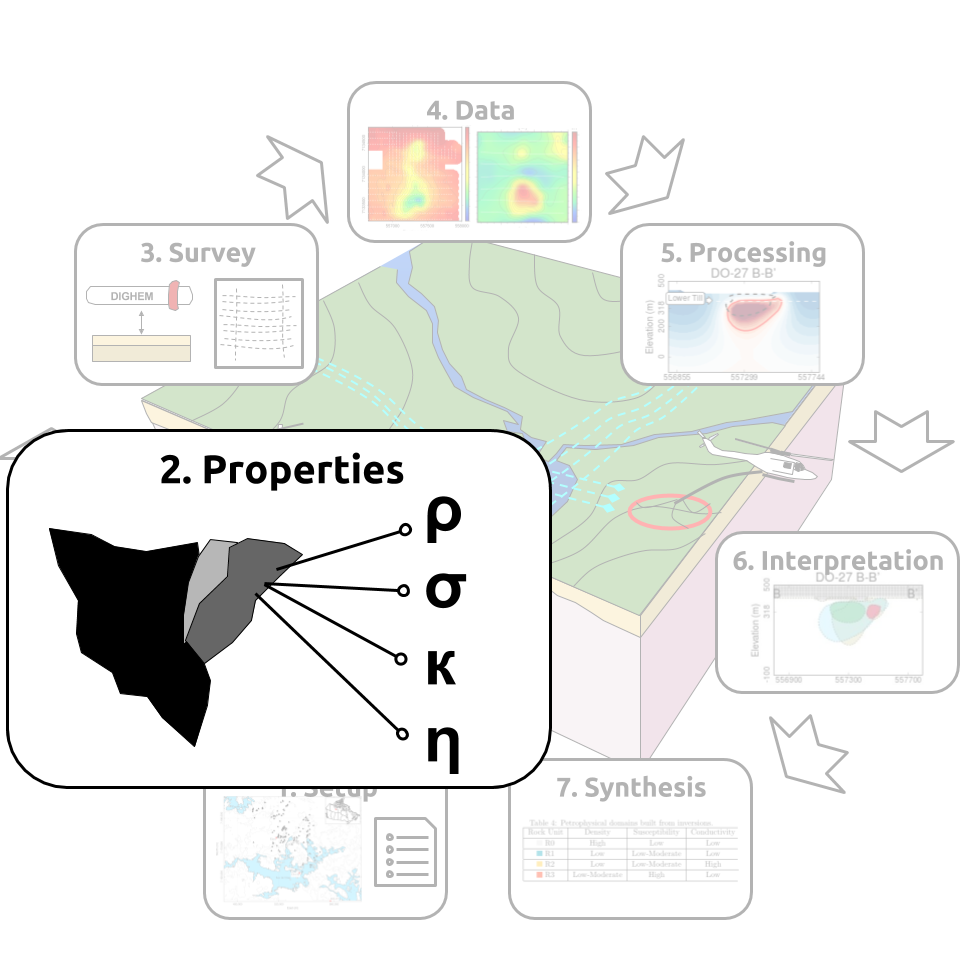 4. Data
3. Survey
DIGHEM
5. Processing
DO-27 B-B'
Lower Till
Elevation (m)
500
318
200
0
556855
557299
557744
2. Properties
ρ
σ
κ
η
6. Interpretation
DO-27 B-B'
B
B'
Elevation (m)
500
318
-100
556900
557300
557700
1. Setup
7. Synthesis
Table 4: Petrophysical domains built from inversions.
Rock Unit Density Susceptibility Conductivity
R0 High Low Low
R1 Low Low-Moderate Low
R2 Low Low-Moderate High
R3 Low-Moderate High Low